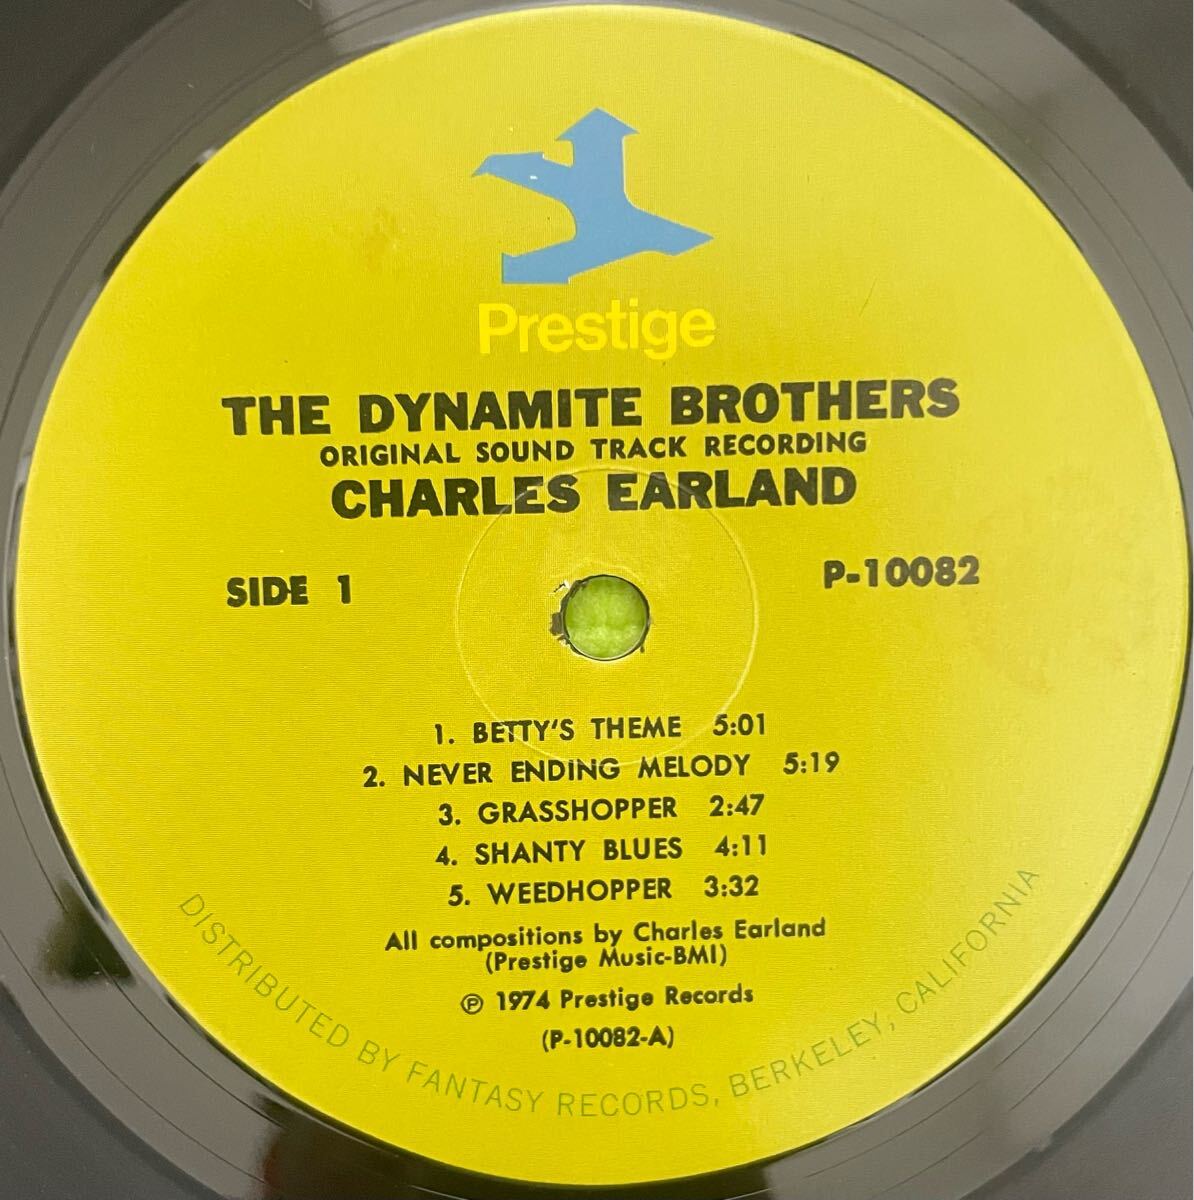 Prestige
THE DYNAMITE BROTHERS
ORIGINAL SOUND TRACK RECORDING
CHARLES EARLAND
SIDE 1
P-10082
1. BETTY'S THEME 5:01
2. NEVER ENDING MELODY 5:19
3. GRASSHOPPER 2:47
4. SHANTY BLUES 4:11
5. WEEDHOPPER 3:32
All compositions by Charles Earland
(Prestige Music-BMI)
℗ 1974 Prestige Records
(P-10082-A)
DISTRIBUTED BY FANTASY RECORDS, BERKELEY, CALIFORNIA